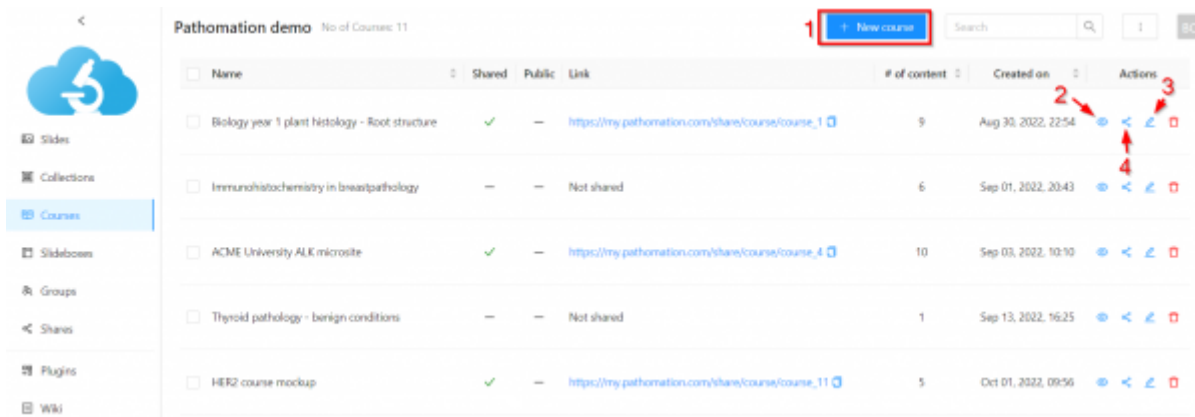 <
Pathomation demo No of Courses: 11
1
+ New course
Search
Name Shared Public Link # of content Created on Actions
2 3
Biology year 1 plant histology - Root structure — https://my.pathomation.com/share/course/course_1 9 Aug 30, 2022, 22:54
4
Slides
Collections
Immunohistochemistry in breastpathology — — Not shared 6 Sep 01, 2022, 20:43
Courses
Slideboxes
ACME University ALK microsite — https://my.pathomation.com/share/course/course_4 10 Sep 03, 2022, 10:10
Groups
Shares
Thyroid pathology - benign conditions — — Not shared 1 Sep 13, 2022, 16:25
Plugins
HER2 course mockup — https://my.pathomation.com/share/course/course_11 5 Oct 01, 2022, 09:56
Wiki